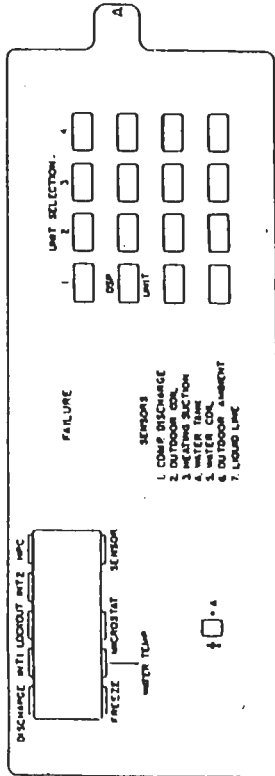 DISCHARGE INT1 LOCKOUT INT2 HPC
FREEZE MICROSTAT SENSOR
WATER TEMP
FAILURE
SENSORS
1. COMP. DISCHARGE
2. OUTDOOR COIL
3. HEATING SUCTION
4. WATER TANK
5. WATER COIL
6. OUTDOOR AMBIENT
7. LIQUID LINE
UNIT SELECTION
1 2 3 4
DSP
UNIT